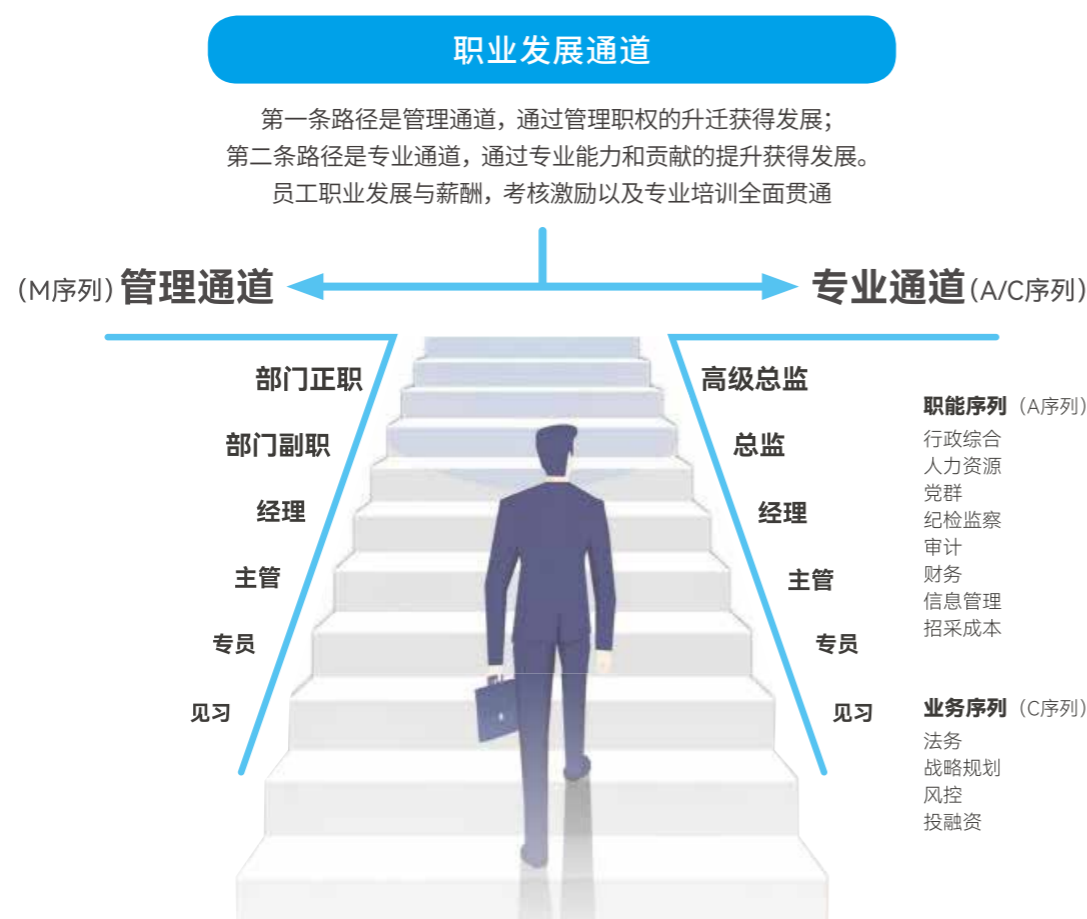 职业发展通道
第一条路径是管理通道，通过管理职权的升迁获得发展；
第二条路径是专业通道，通过专业能力和贡献的提升获得发展。
员工职业发展与薪酬，考核激励以及专业培训全面贯通
（M序列）管理通道
专业通道（A/C序列）
部门正职
部门副职
经理
主管
专员
见习
高级总监
总监
经理
主管
专员
见习
职能序列（A序列）
行政综合
人力资源
党群
纪检监察
审计
财务
信息管理
招采成本
业务序列（C序列）
法务
战略规划
风控
投融资